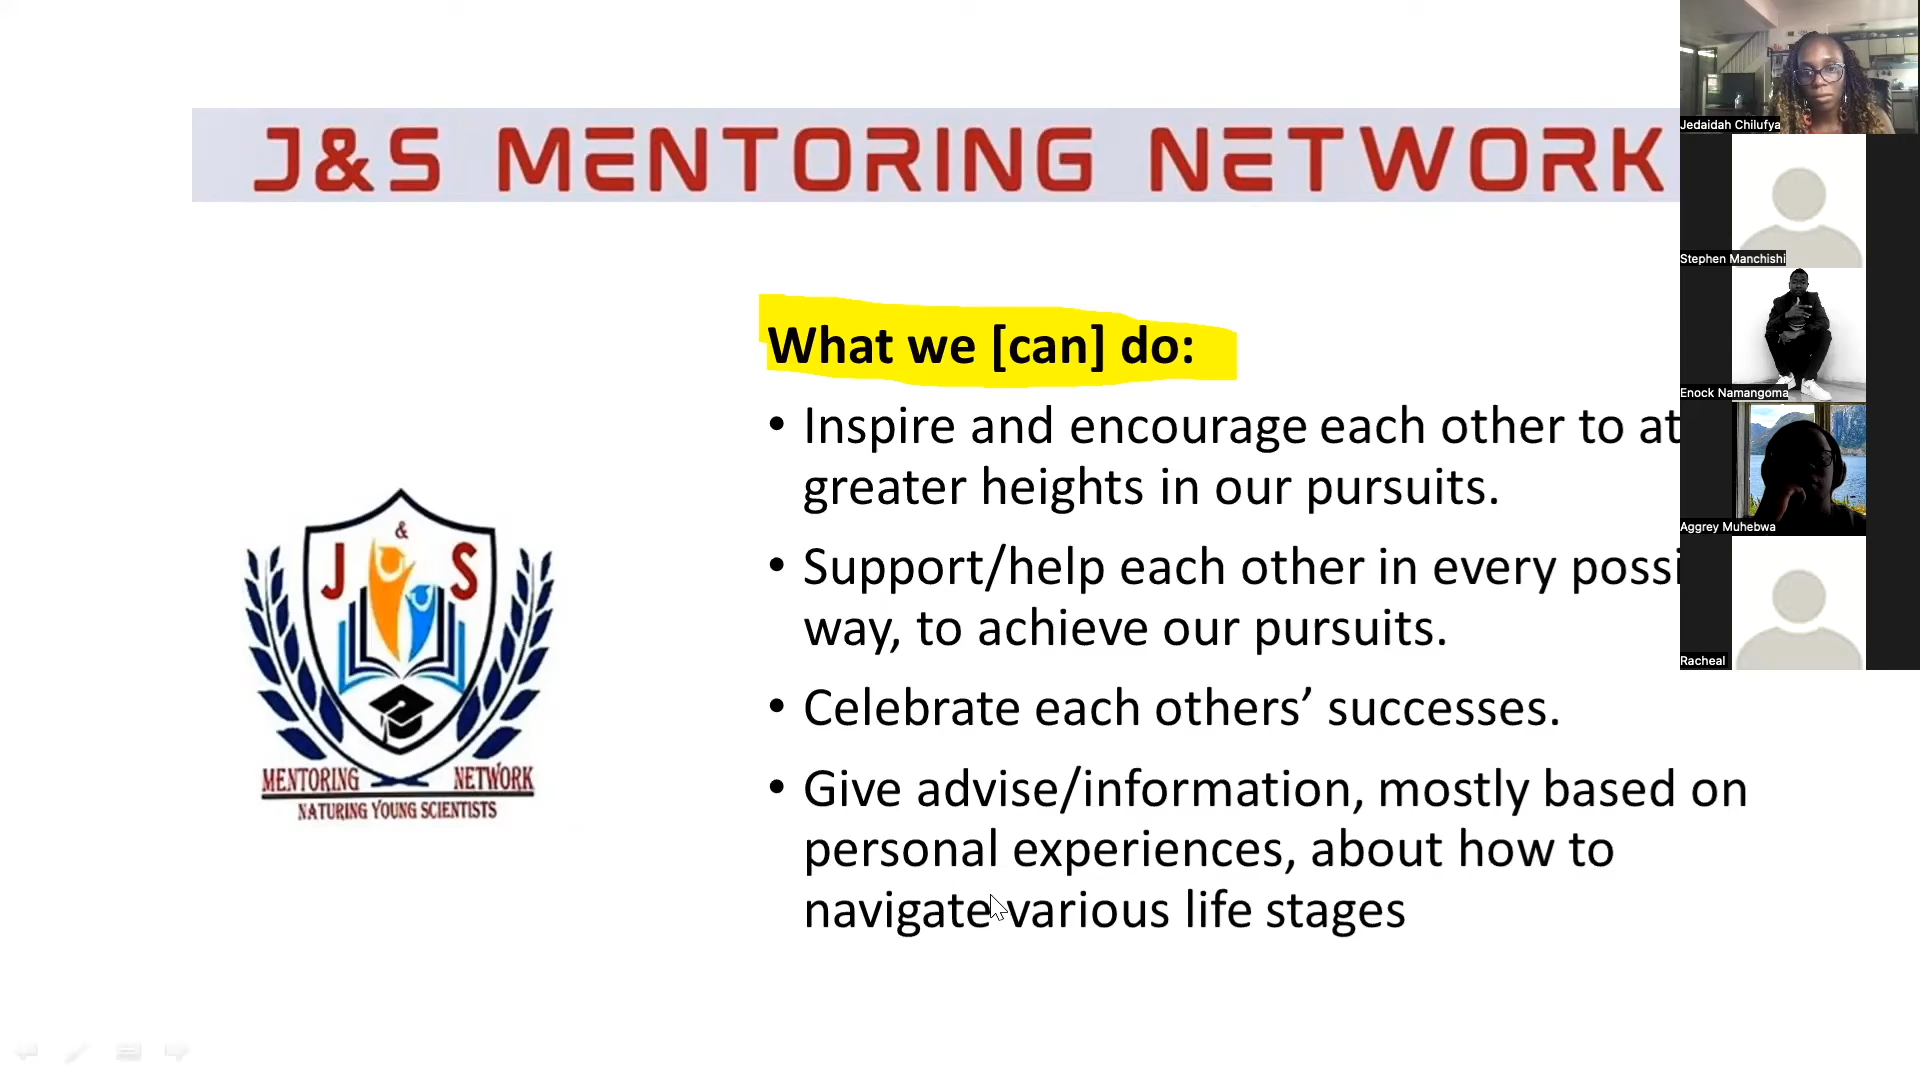 J&S MENTORING NETWORK
What we [can] do:
• Inspire and encourage each other to
greater heights in our pursuits.
• Support/help each other in every
way, to achieve our pursuits.
• Celebrate each others’ successes.
• Give advise/information, mostly based on
personal experiences, about how to
navigate various life stages
J & S
MENTORING NETWORK
NATURING YOUNG SCIENTISTS
Jedaidah Chilufya
Stephen Manchishi
Enock Namangoma
Aggrey Muhebwa
Racheal